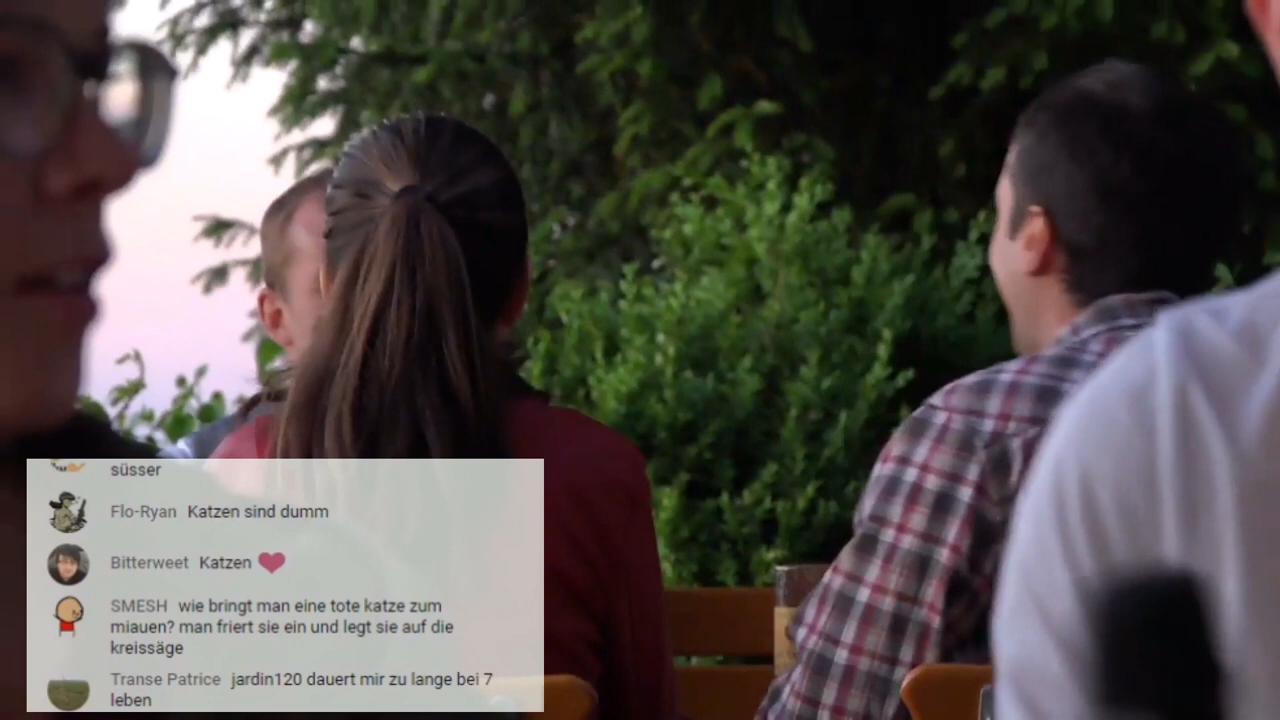 süsser
Flo-Ryan Katzen sind dumm
Bitterweet Katzen ❤
SMESH wie bringt man eine tote katze zum
miauen? man friert sie ein und legt sie auf die
kreissäge
Transe Patrice jardin120 dauert mir zu lange bei 7
leben